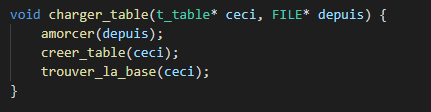 void charger_table(t_table* ceci, FILE* depuis) {
    amorcer(depuis);
    creer_table(ceci);
    trouver_la_base(ceci);
}